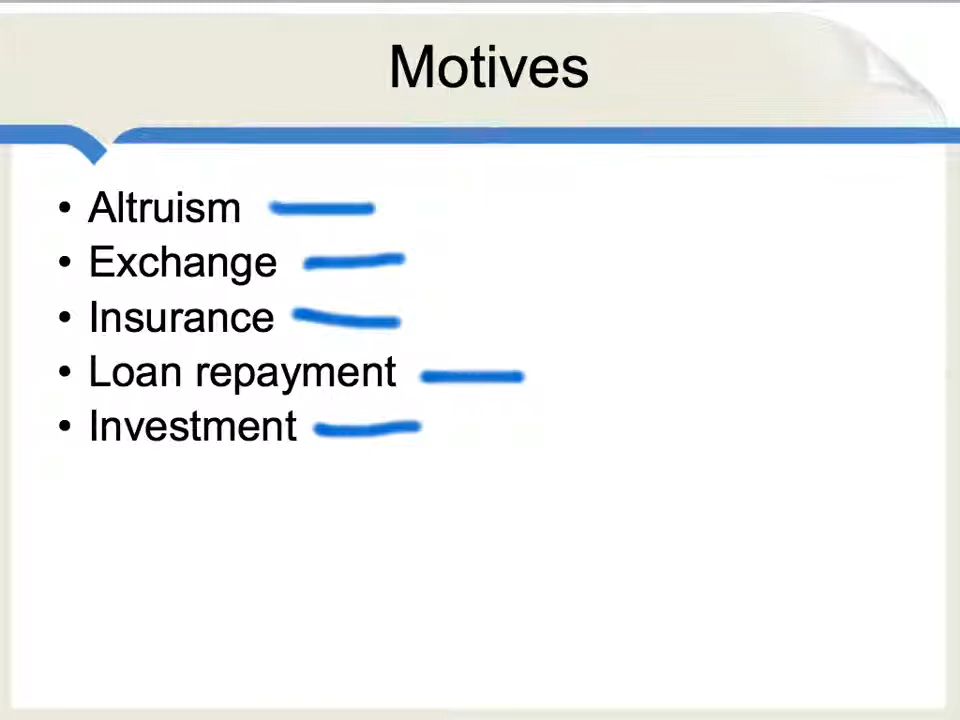 Motives
• Altruism
• Exchange
• Insurance
• Loan repayment
• Investment